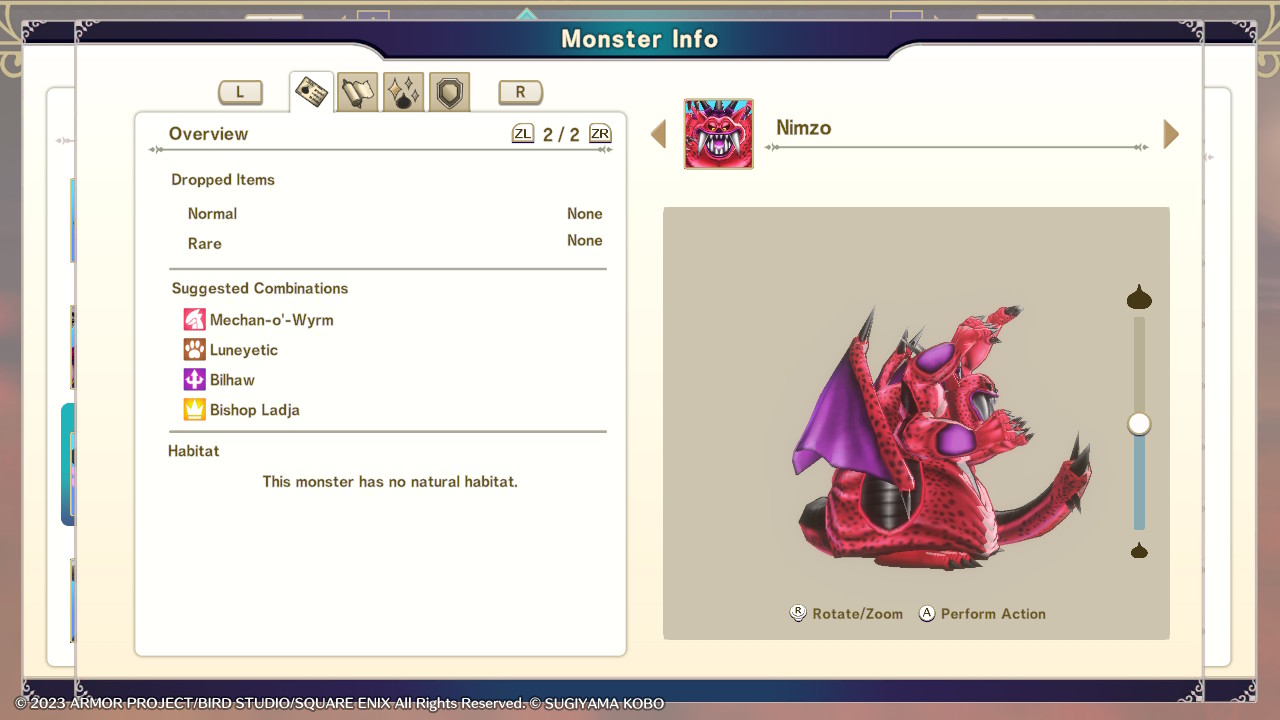 Monster Info
L
R
Overview
ZL 2 / 2 ZR
Dropped Items
Normal None
Rare None
Suggested Combinations
Mechan-o'-Wyrm
Luneyetic
Bilhaw
Bishop Ladja
Habitat
This monster has no natural habitat.
Nimzo
R Rotate/Zoom A Perform Action
© 2023 ARMOR PROJECT/BIRD STUDIO/SQUARE ENIX All Rights Reserved. © SUGIYAMA KOBO